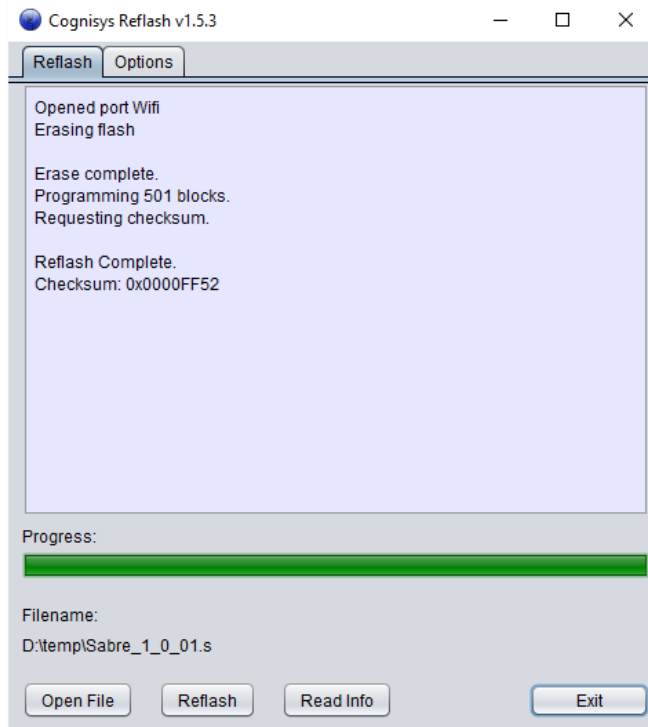 Cognisys Reflash v1.5.3
Reflash Options
Opened port Wifi
Erasing flash
Erase complete.
Programming 501 blocks.
Requesting checksum.
Reflash Complete.
Checksum: 0x0000FF52
Progress:
Filename:
D:\temp\Sabre_1_0_01.s
Open File Reflash Read Info Exit